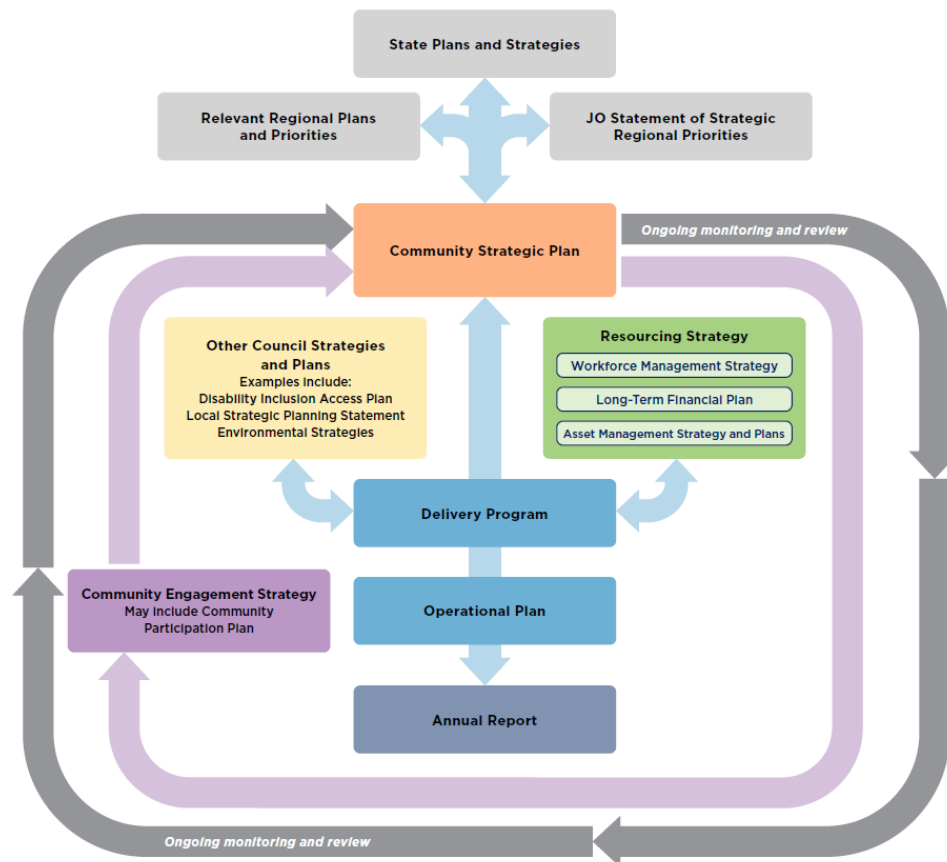 State Plans and Strategies
Relevant Regional Plans
and Priorities
JO Statement of Strategic
Regional Priorities
Ongoing monitoring and review
Community Strategic Plan
Other Council Strategies
and Plans
Examples Include:
Disability Inclusion Access Plan
Local Strategic Planning Statement
Environmental Strategies
Resourcing Strategy
Workforce Management Strategy
Long-Term Financial Plan
Asset Management Strategy and Plans
Delivery Program
Community Engagement Strategy
May Include Community
Participation Plan
Operational Plan
Annual Report
Ongoing monitoring and review